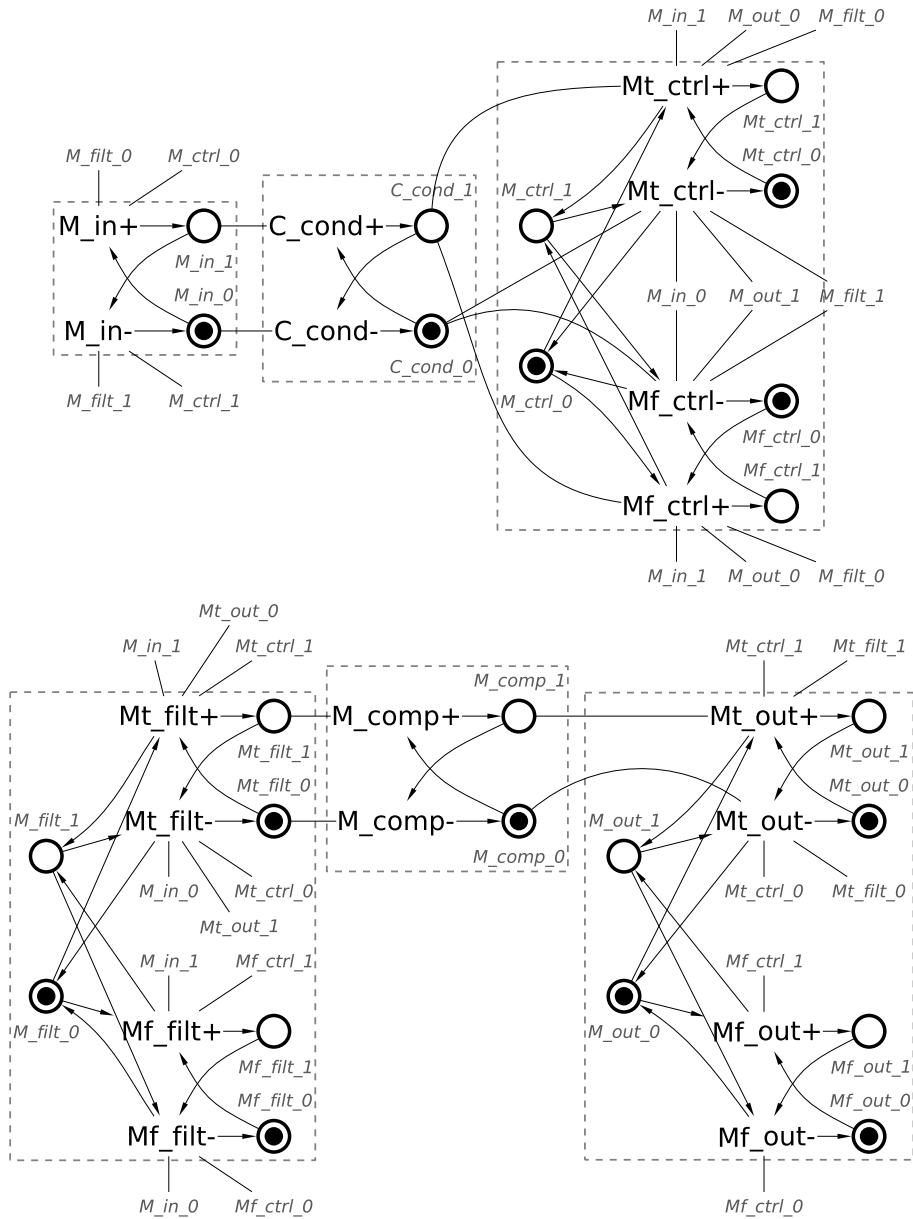 M_in_1 M_out_0 M_filt_0
Mt_ctrl+
Mt_ctrl_1
M_filt_0 M_ctrl_0 Mt_ctrl_0
C_cond_1 M_ctrl_1 Mt_ctrl-
M_in+ C_cond+
M_in_1
M_in_0 M_in_0 M_out_1 M_filt_1
M_in- C_cond-
C_cond_0
M_filt_1 M_ctrl_1 M_ctrl_0 Mf_ctrl-
Mf_ctrl_0
Mf_ctrl_1
Mf_ctrl+
M_in_1 M_out_0 M_filt_0
Mt_out_0
M_in_1 Mt_ctrl_1 Mt_ctrl_1 Mt_filt_1
M_comp_1
Mt_filt+ M_comp+ Mt_out+
Mt_filt_1 Mt_out_1
Mt_filt_0 Mt_out_0
M_filt_1 Mt_filt- M_comp- M_out_1 Mt_out-
M_comp_0
M_in_0 Mt_ctrl_0 Mt_ctrl_0 Mt_filt_0
Mt_out_1
M_in_1 Mf_ctrl_1 Mf_ctrl_1
M_filt_0 Mf_filt+ M_out_0 Mf_out+
Mf_filt_1 Mf_out_1
Mf_filt_0 Mf_out_0
Mf_filt- Mf_out-
M_in_0 Mf_ctrl_0 Mf_ctrl_0